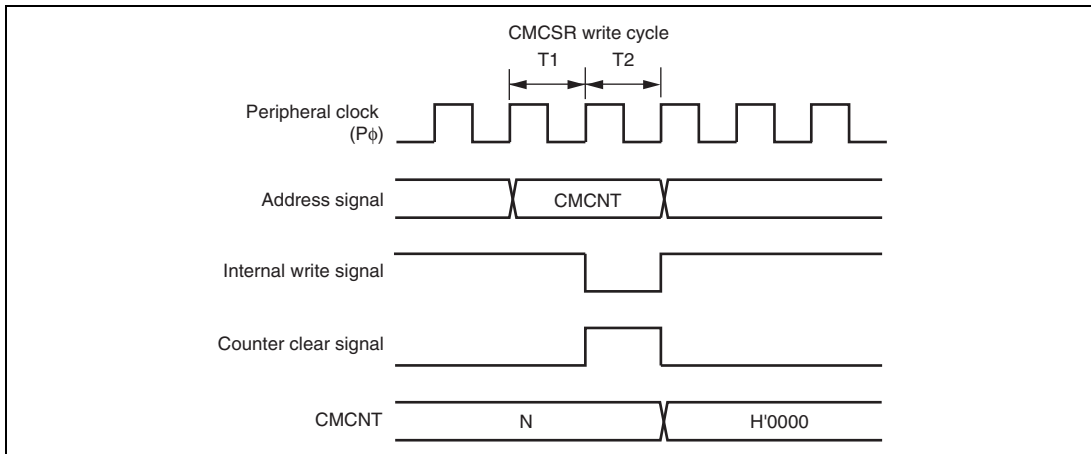 CMCSR write cycle
T1 T2
Peripheral clock
(Pϕ)
Address signal
CMCNT
Internal write signal
Counter clear signal
CMCNT
N
H'0000